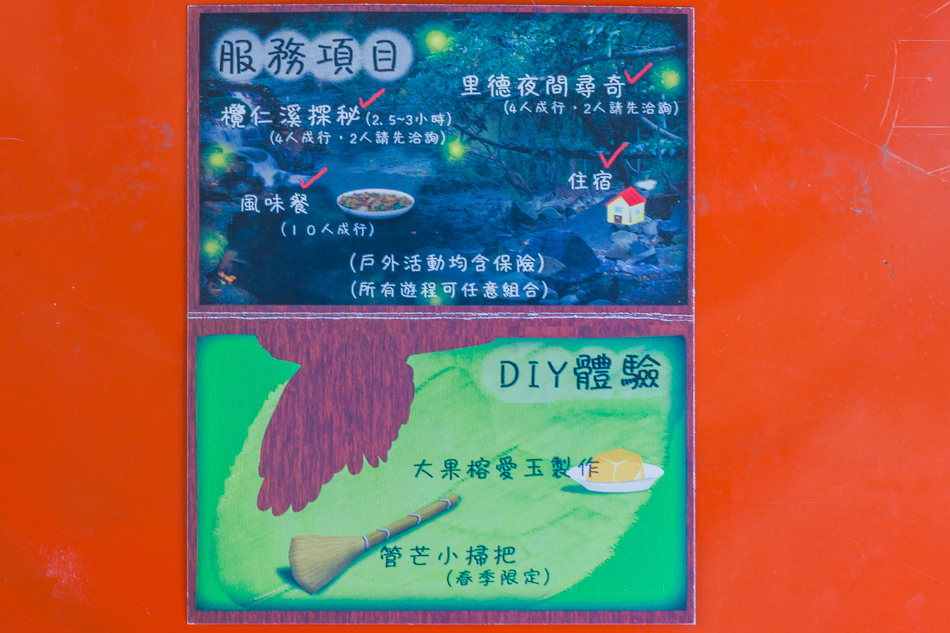 服務項目
里德夜間尋奇
(4人成行,2人請先洽詢)
欖仁溪探秘(2.5~3小時)
(4人成行,2人請先洽詢)
住宿
風味餐
(10人成行)
(戶外活動均含保險)
(所有遊程可任意組合)
DIY體驗
大果榕愛玉製作
管芒小掃把
(春季限定)